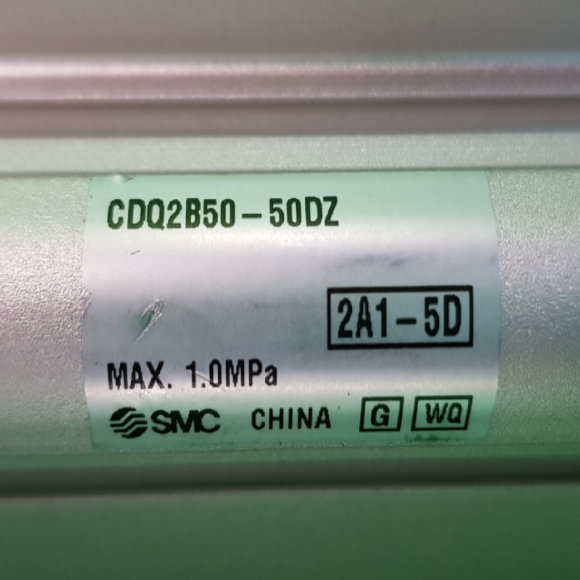 CDQ2B50-50DZ
2A1-5D
MAX. 1.0MPa
SMC CHINA G WQ